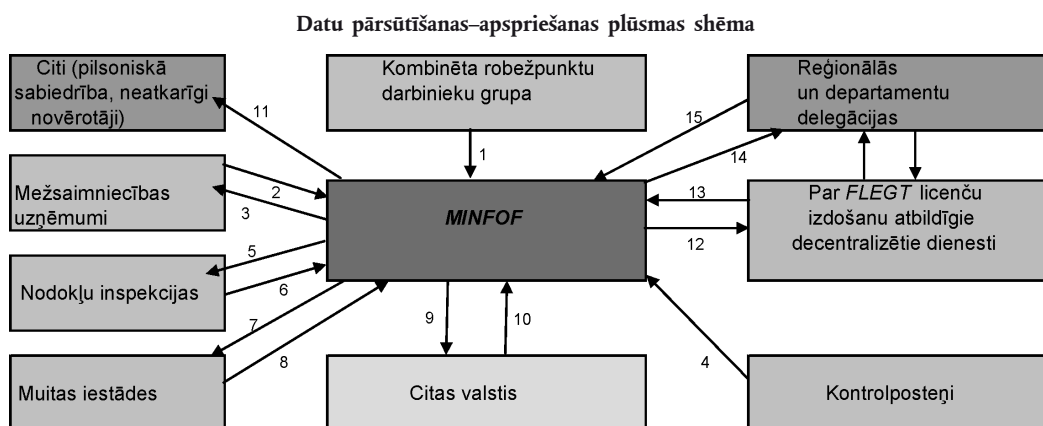 Datu pārsūtīšanas–apspriešanas plūsmas shēma
Citi (pilsoniskā
sabiedrība, neatkarīgi
novērotāji)
Kombinēta robežpunktu
darbinieku grupa
Reģionālās
un departamentu
delegācijas
11
1
15
14
Mežsaimniecības
uzņēmumi
2
3
MINFOF
13
12
Par FLEGT licenču
izdošanu atbildīgie
decentralizētie dienesti
Nodokļu inspekcijas
5
6
7
8
9
10
4
Muitas iestādes
Citas valstis
Kontrolposteņi